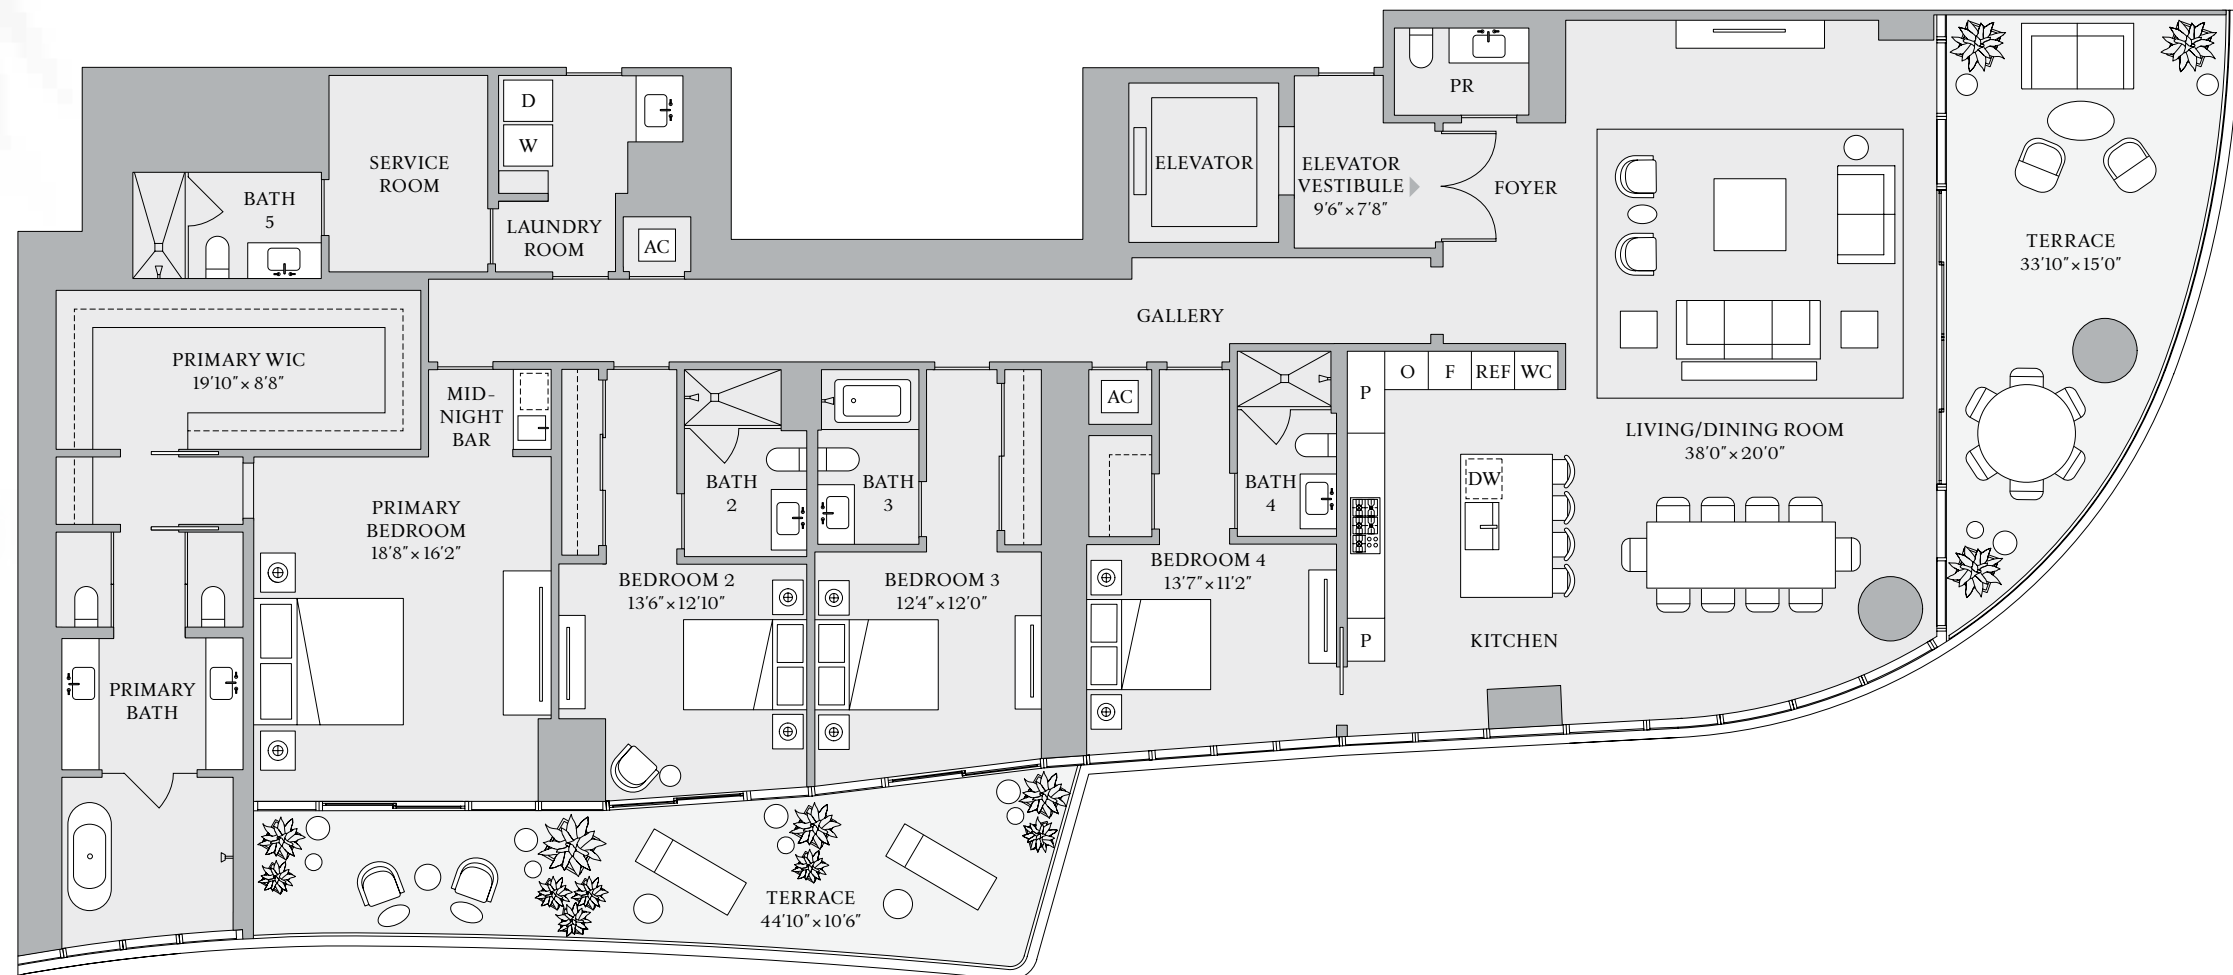 PR
D
W
SERVICE
ROOM
BATH
5
LAUNDRY
ROOM
AC
ELEVATOR
ELEVATOR
VESTIBULE
9'6"×7'8"
FOYER
TERRACE
33'10"×15'0"
GALLERY
PRIMARY WIC
19'10"×8'8"
MID-
NIGHT
BAR
AC
P
O
F
REF
WC
LIVING/DINING ROOM
38'0"×20'0"
PRIMARY
BEDROOM
18'8"×16'2"
BATH
2
BATH
3
BATH
4
DW
BEDROOM 2
13'6"×12'10"
BEDROOM 3
12'4"×12'0"
BEDROOM 4
13'7"×11'2"
P
KITCHEN
PRIMARY
BATH
TERRACE
44'10"×10'6"